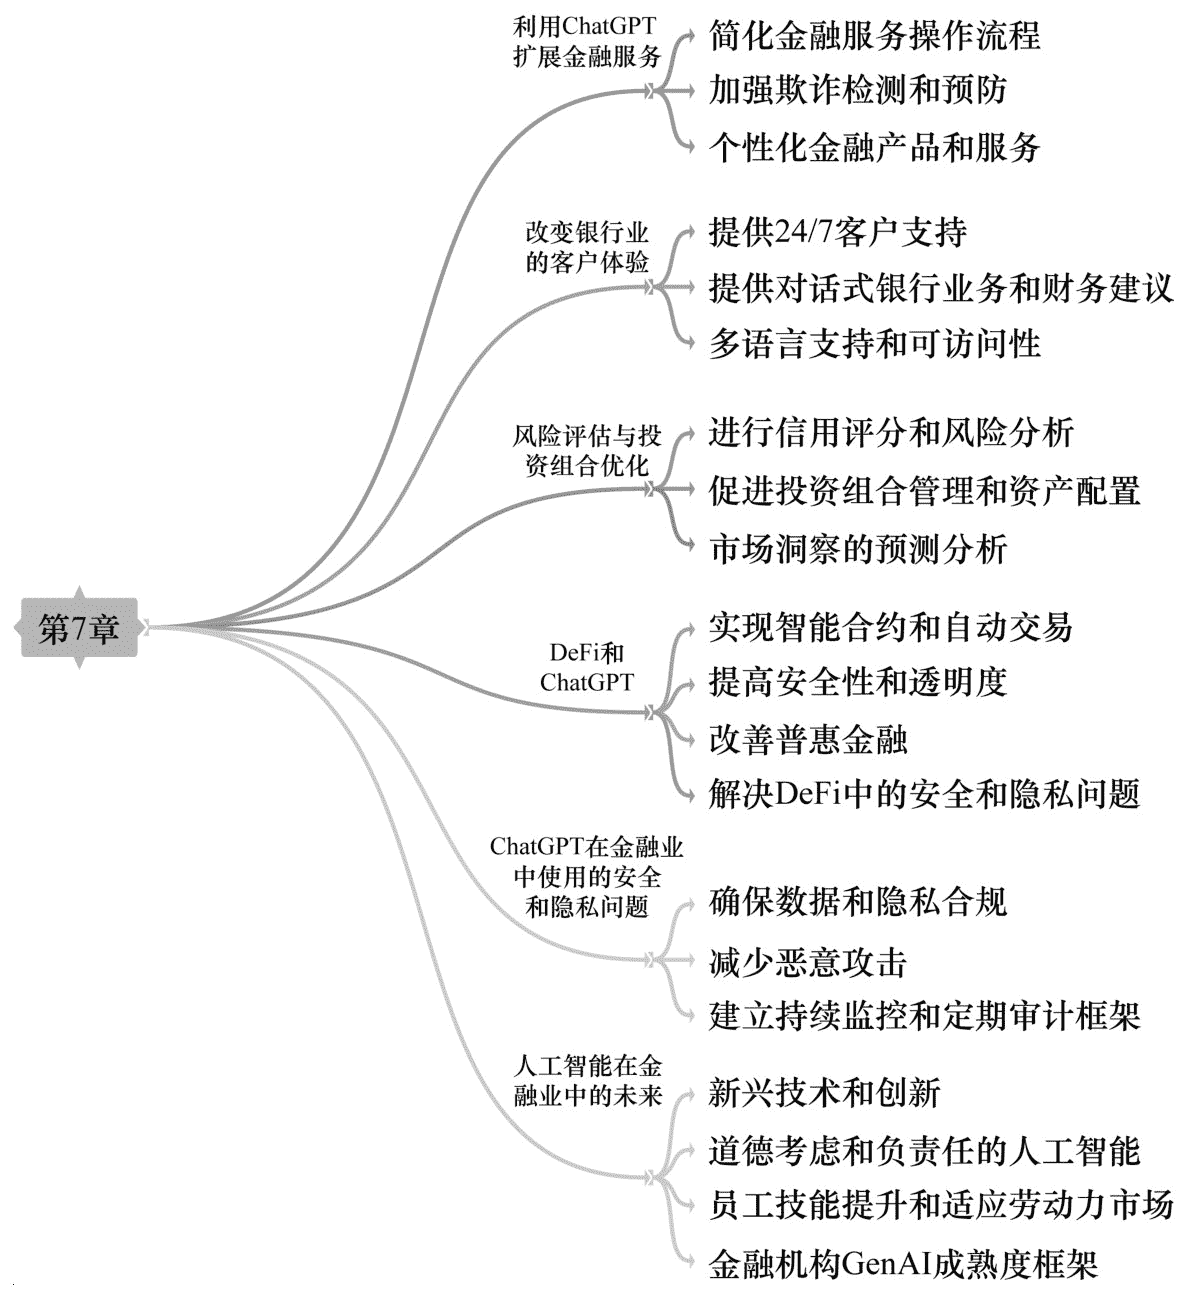 利用ChatGPT
扩展金融服务
简化金融服务操作流程
加强欺诈检测和预防
个性化金融产品和服务
改变银行业
的客户体验
提供24/7客户支持
提供对话式银行业务和财务建议
多语言支持和可访问性
风险评估与投
资组合优化
进行信用评分和风险分析
促进投资组合管理和资产配置
市场洞察的预测分析
第7章
DeFi和
ChatGPT
实现智能合约和自动交易
提高安全性和透明度
改善普惠金融
解决DeFi中的安全和隐私问题
ChatGPT在金融业
中使用的安全
和隐私问题
确保数据和隐私合规
减少恶意攻击
建立持续监控和定期审计框架
人工智能在金
融业中的未来
新兴技术和创新
道德考虑和负责任的人工智能
员工技能提升和适应劳动力市场
金融机构GenAI成熟度框架